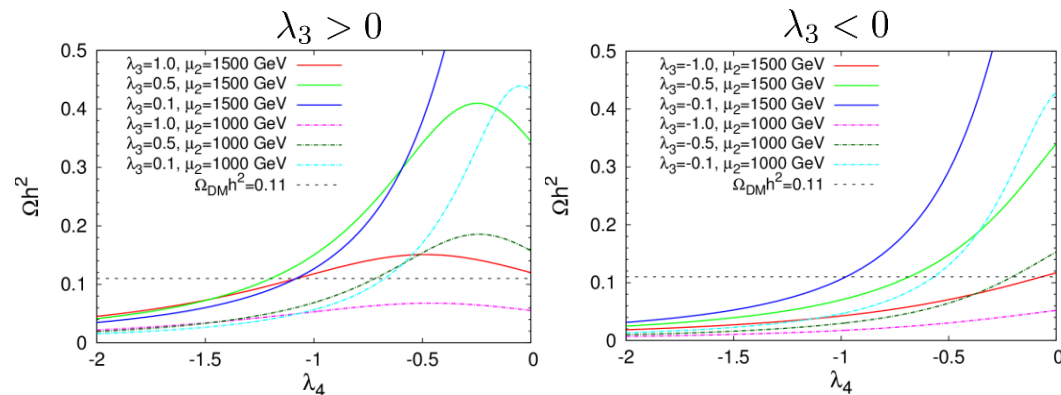 λ₃ > 0
Ωh²
0.5
0.4
0.3
0.2
0.1
0
λ₃=1.0, μ₂=1500 GeV
λ₃=0.5, μ₂=1500 GeV
λ₃=0.1, μ₂=1500 GeV
λ₃=1.0, μ₂=1000 GeV
λ₃=0.5, μ₂=1000 GeV
λ₃=0.1, μ₂=1000 GeV
Ω_DM h²=0.11
-2 -1.5 -1 -0.5 0
λ₄
λ₃ < 0
Ωh²
0.5
0.4
0.3
0.2
0.1
0
λ₃=-1.0, μ₂=1500 GeV
λ₃=-0.5, μ₂=1500 GeV
λ₃=-0.1, μ₂=1500 GeV
λ₃=-1.0, μ₂=1000 GeV
λ₃=-0.5, μ₂=1000 GeV
λ₃=-0.1, μ₂=1000 GeV
Ω_DM h²=0.11
-2 -1.5 -1 -0.5 0
λ₄